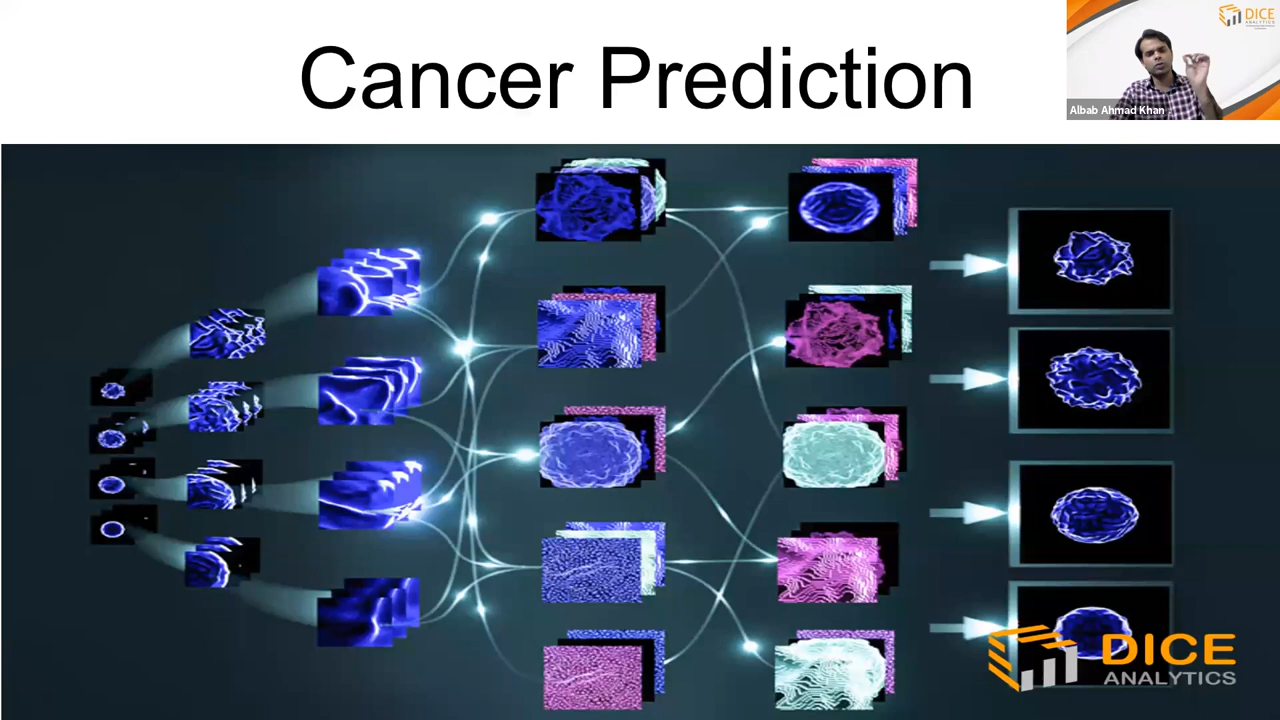 Cancer Prediction
DICE
ANALYTICS
Albab Ahmad Khan
DICE
ANALYTICS